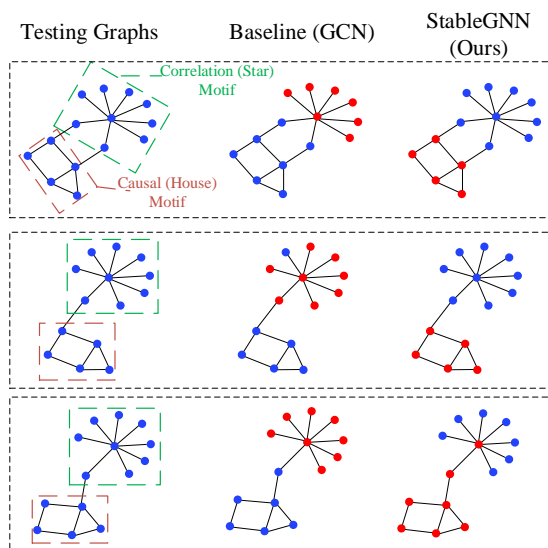 Testing Graphs
Baseline (GCN)
StableGNN
(Ours)
Correlation (Star)
Motif
Causal (House)
Motif